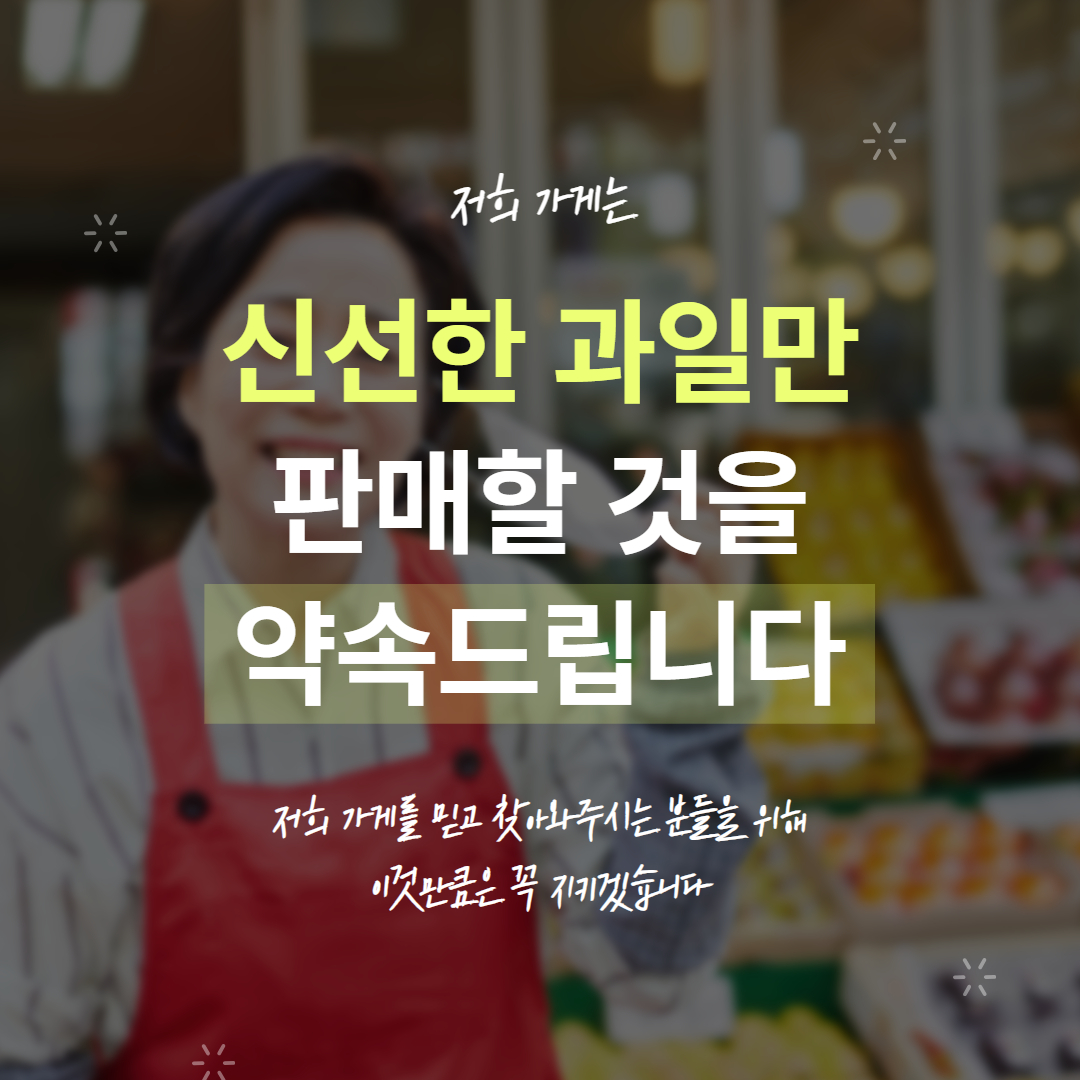 저희 가게는
신선한 과일만
판매할 것을
약속드립니다
저희 가게를 믿고 찾아와주시는 분들을 위해
이것만큼은 꼭 지키겠습니다